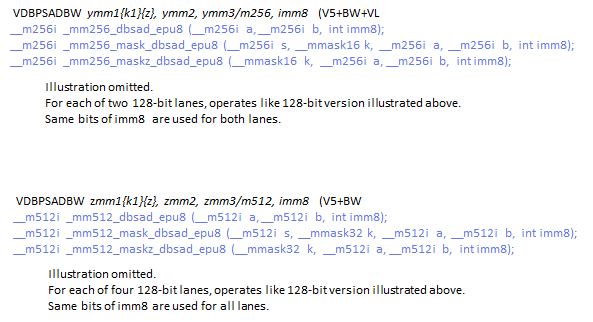 VDBPSADBW ymm1{k1}{z}, ymm2, ymm3/m256, imm8 (V5+BW+VL
__m256i _mm256_dbsad_epu8 (__m256i a,__m256i b, int imm8);
__m256i _mm256_mask_dbsad_epu8 (__m256i s, __mmask16 k, __m256i a, __m256i b, int imm8);
__m256i _mm256_maskz_dbsad_epu8 (__mmask16 k, __m256i a, __m256i b, int imm8);
Illustration omitted.
For each of two 128-bit lanes, operates like 128-bit version illustrated above.
Same bits of imm8 are used for both lanes.
VDBPSADBW zmm1{k1}{z}, zmm2, zmm3/m512, imm8 (V5+BW
__m512i _mm512_dbsad_epu8 (__m512i a,__m512i b, int imm8);
__m512i _mm512_mask_dbsad_epu8 (__m512i s, __mmask32 k, __m512i a, __m512i b, int imm8);
__m512i _mm512_maskz_dbsad_epu8 (__mmask32 k, __m512i a, __m512i b, int imm8);
Illustration omitted.
For each of four 128-bit lanes, operates like 128-bit version illustrated above.
Same bits of imm8 are used for all lanes.